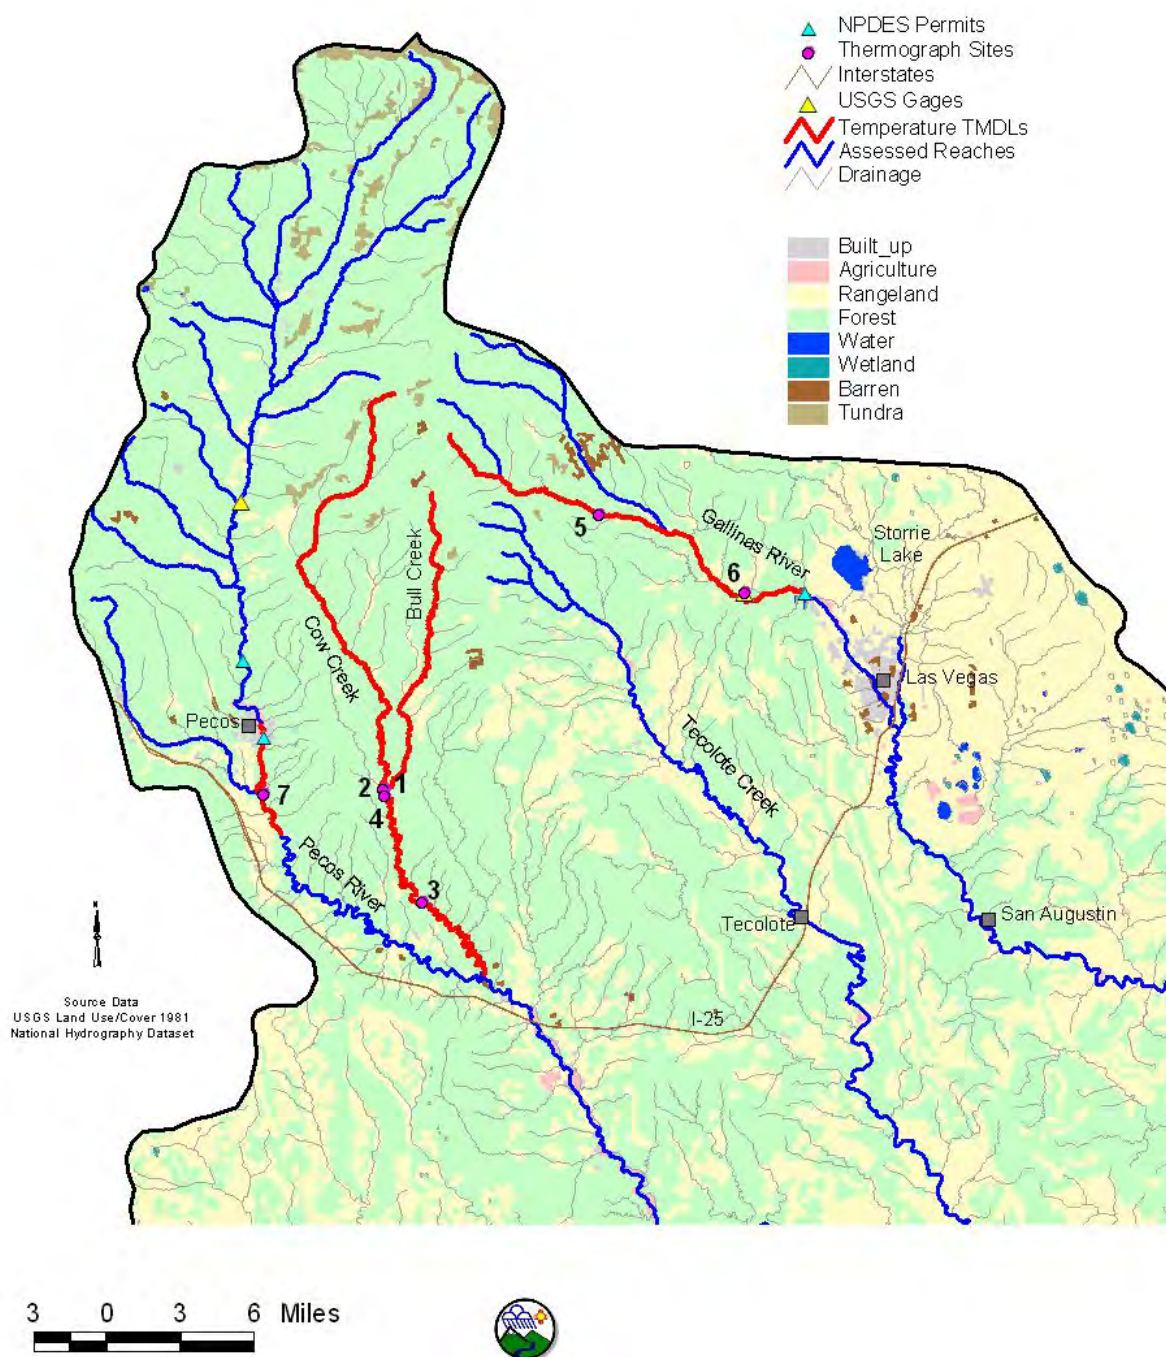 NPDES Permits
Thermograph Sites
Interstates
USGS Gages
Temperature TMDLs
Assessed Reaches
Drainage
Built_up
Agriculture
Rangeland
Forest
Water
Wetland
Barren
Tundra
5
Gallinas River
Storrie
Lake
6
Bull Creek
Cow Creek
Las Vegas
Pecos
Tecolote Creek
2
1
7
4
Pecos River
3
Tecolote
San Augustin
I-25
N
Source Data
USGS Land Use/Cover 1981
National Hydrography Dataset
3 0 3 6 Miles